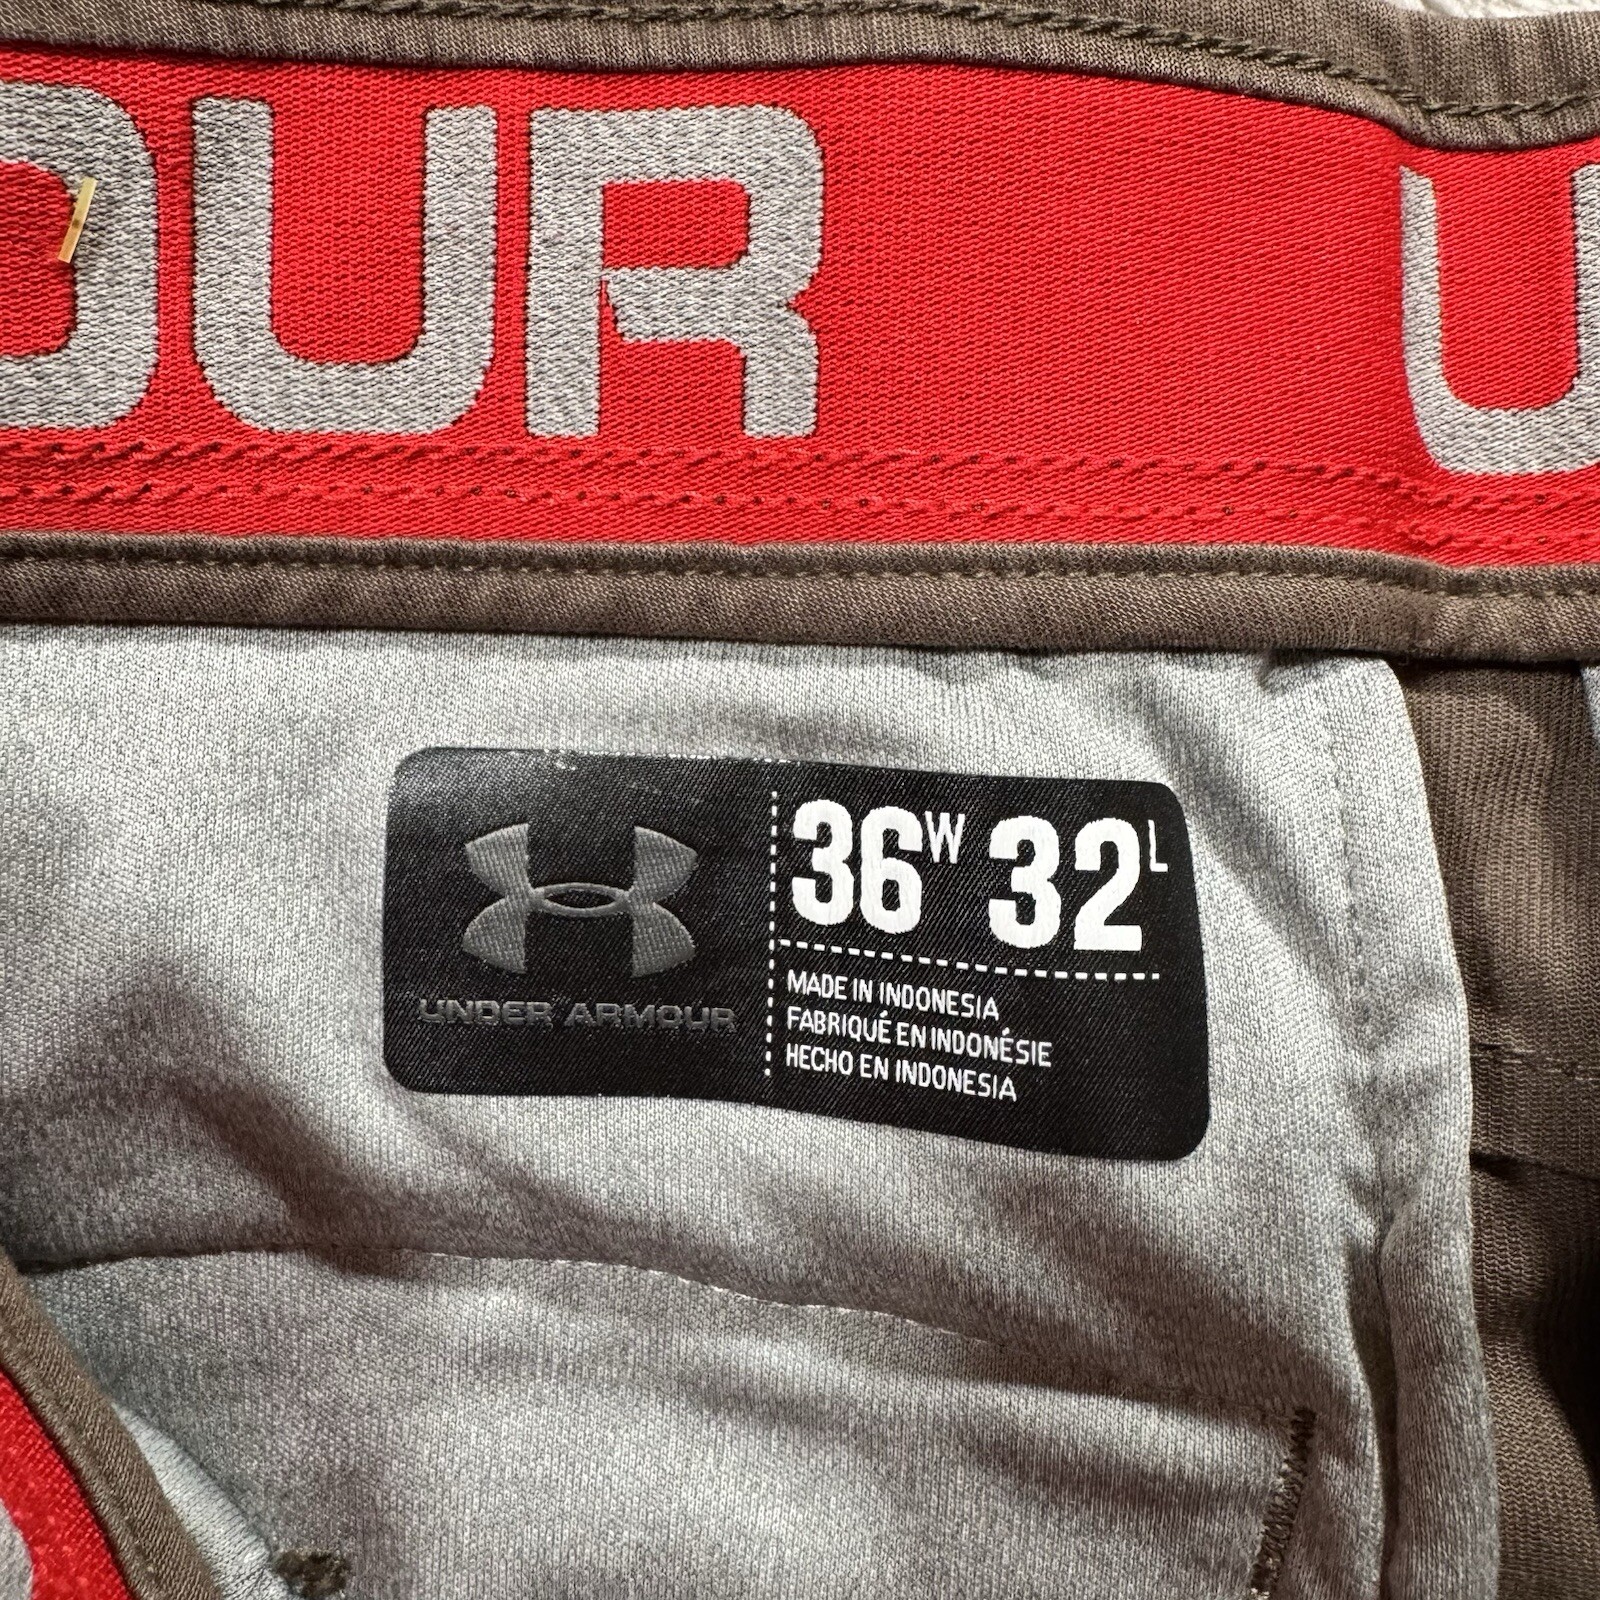 OUR U
UNDER ARMOUR
36W 32L
MADE IN INDONESIA
FABRIQUÉ EN INDONÉSIE
HECHO EN INDONESIA